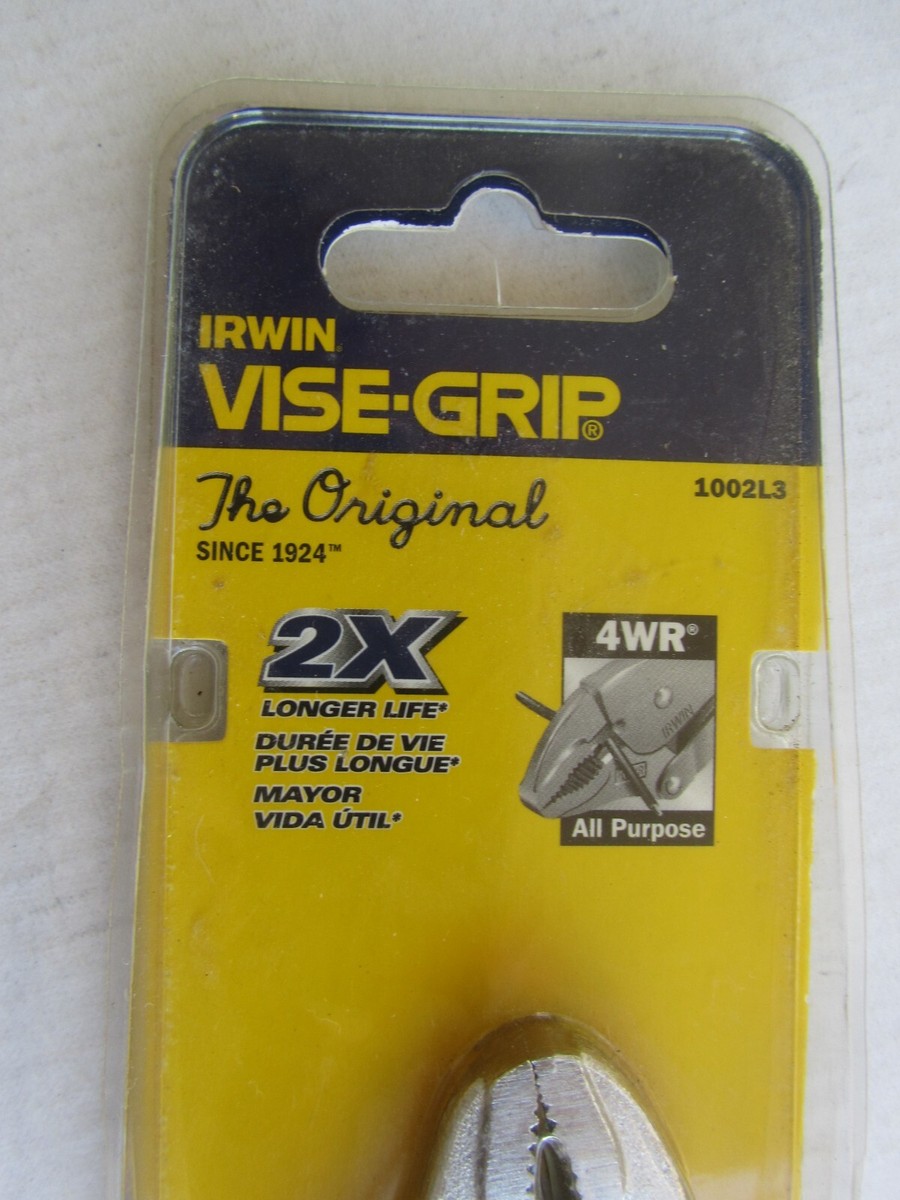 IRWIN
VISE-GRIP®
The Original
1002L3
SINCE 1924™
2X
LONGER LIFE*
DURÉE DE VIE
PLUS LONGUE*
MAYOR
VIDA ÚTIL*
4WR®
IRWIN
All Purpose